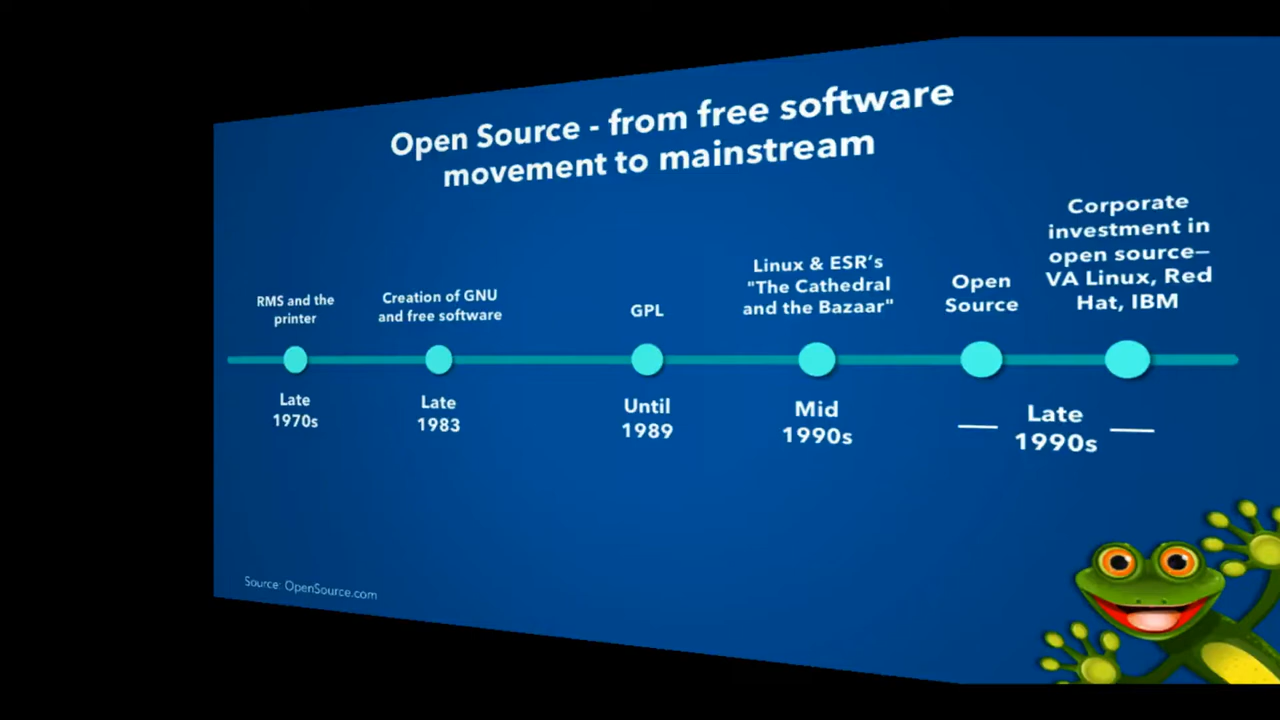 Open Source - from free software
movement to mainstream
RMS and the
printer
Late
1970s
Creation of GNU
and free software
Late
1983
GPL
Until
1989
Linux & ESR's
"The Cathedral
and the Bazaar"
Mid
1990s
Open
Source
Corporate
investment in
open source—
VA Linux, Red
Hat, IBM
Late
1990s
Source: OpenSource.com